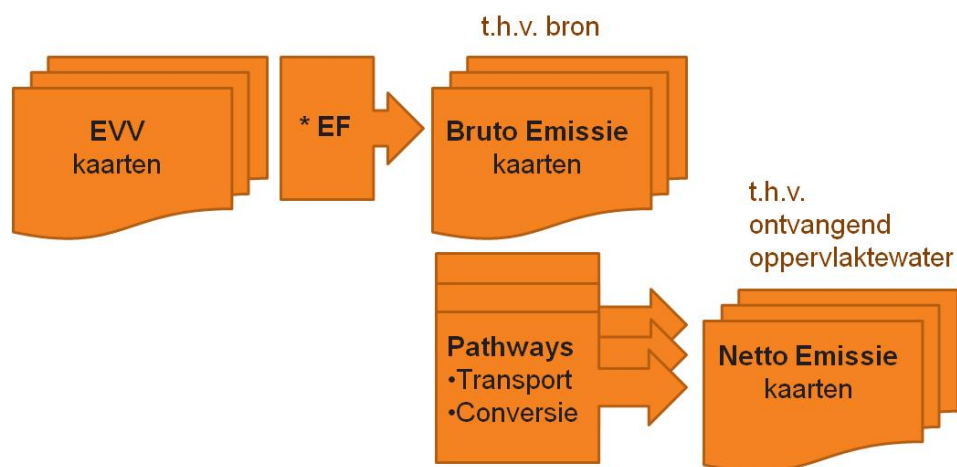 t.h.v. bron
EVV
kaarten
* EF
Bruto Emissie
kaarten
t.h.v.
ontvangend
oppervlaktewater
Pathways
•Transport
•Conversie
Netto Emissie
kaarten